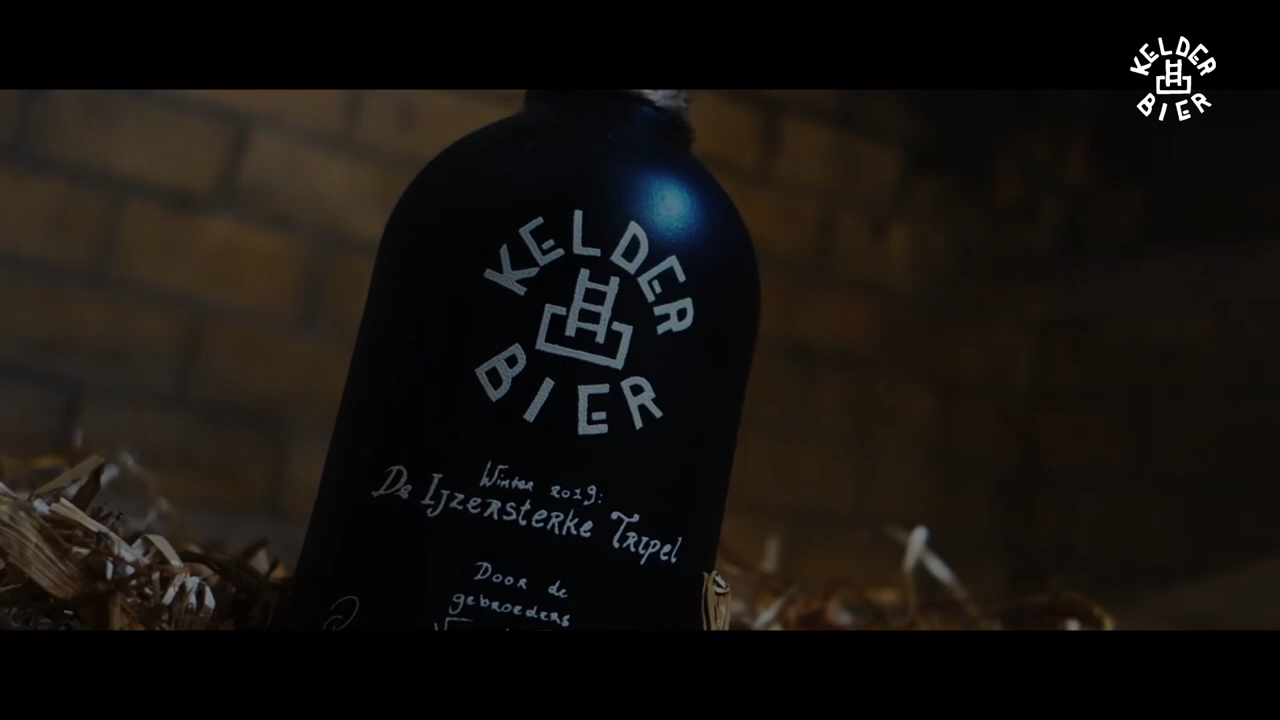 KELDER
BIER
KELDER
BIER
Winter 2019:
De Ijzersterke Tripel
Door de
gebroeders